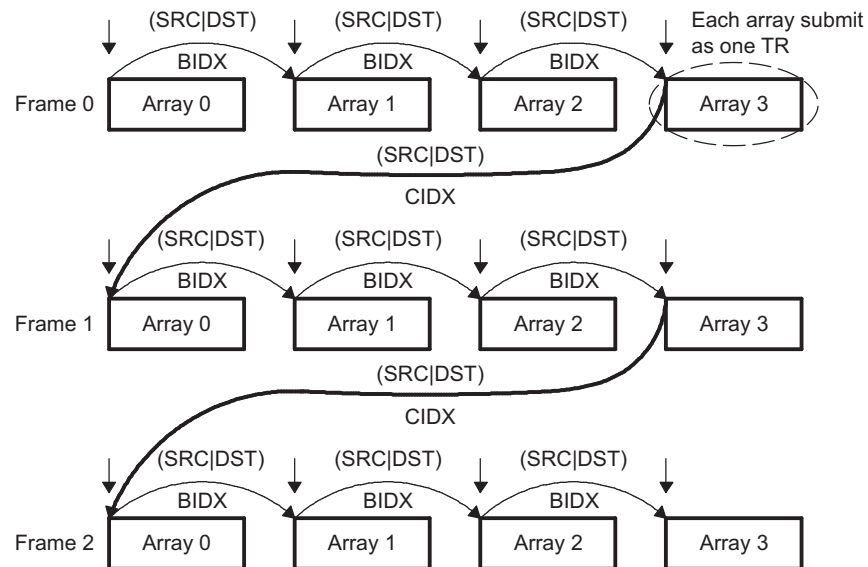 (SRC|DST) (SRC|DST) (SRC|DST) Each array submit
as one TR
BIDX BIDX BIDX
Frame 0 Array 0 Array 1 Array 2 Array 3
(SRC|DST)
CIDX
(SRC|DST) (SRC|DST) (SRC|DST)
BIDX BIDX BIDX
Frame 1 Array 0 Array 1 Array 2 Array 3
(SRC|DST)
CIDX
(SRC|DST) (SRC|DST) (SRC|DST)
BIDX BIDX BIDX
Frame 2 Array 0 Array 1 Array 2 Array 3